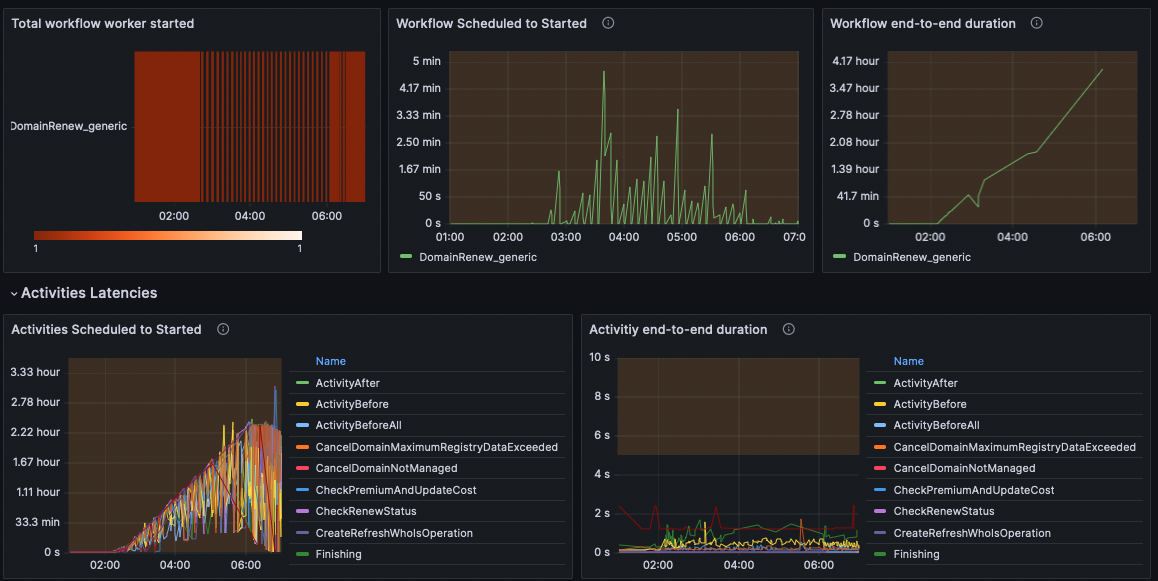 Total workflow worker started
DomainRenew_generic
02:00 04:00 06:00
1 1
Workflow Scheduled to Started
5 min
4.17 min
3.33 min
2.50 min
1.67 min
50 s
0 s
01:00 02:00 03:00 04:00 05:00 06:00 07:0
DomainRenew_generic
Workflow end-to-end duration
4.17 hour
3.47 hour
2.78 hour
2.08 hour
1.39 hour
41.7 min
0 s
02:00 04:00 06:00
DomainRenew_generic
Activities Latencies
Activities Scheduled to Started
3.33 hour
2.78 hour
2.22 hour
1.67 hour
1.11 hour
33.3 min
0 s
02:00 04:00 06:00
Name
ActivityAfter
ActivityBefore
ActivityBeforeAll
CancelDomainMaximumRegistryDataExceeded
CancelDomainNotManaged
CheckPremiumAndUpdateCost
CheckRenewStatus
CreateRefreshWhoIsOperation
Finishing
Activitiy end-to-end duration
10 s
8 s
6 s
4 s
2 s
0 s
02:00 04:00 06:00
Name
ActivityAfter
ActivityBefore
ActivityBeforeAll
CancelDomainMaximumRegistryDataExceeded
CancelDomainNotManaged
CheckPremiumAndUpdateCost
CheckRenewStatus
CreateRefreshWhoIsOperation
Finishing